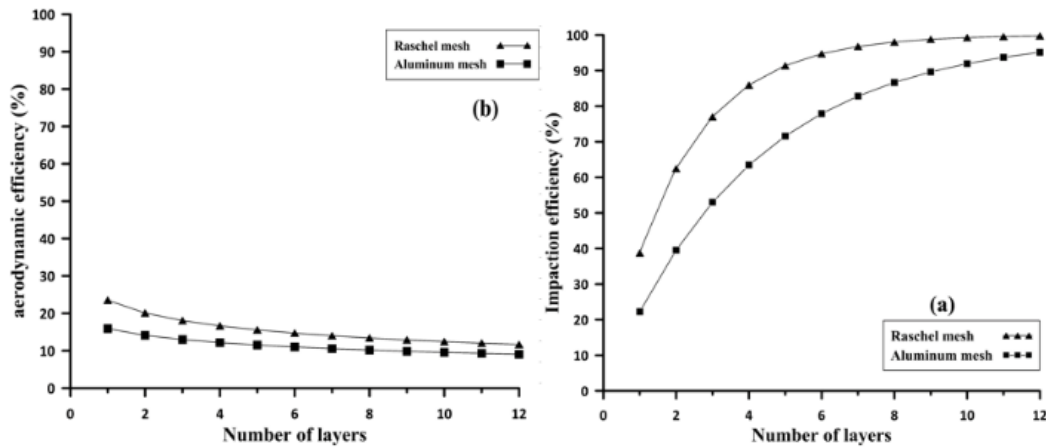 100
90
80
70
60
50
40
30
20
10
0
aerodynamic efficiency (%)
Raschel mesh
Aluminum mesh
(b)
0 2 4 6 8 10 12
Number of layers
100
90
80
70
60
50
40
30
20
10
0
Impaction efficiency (%)
(a)
Raschel mesh
Aluminum mesh
0 2 4 6 8 10 12
Number of layers